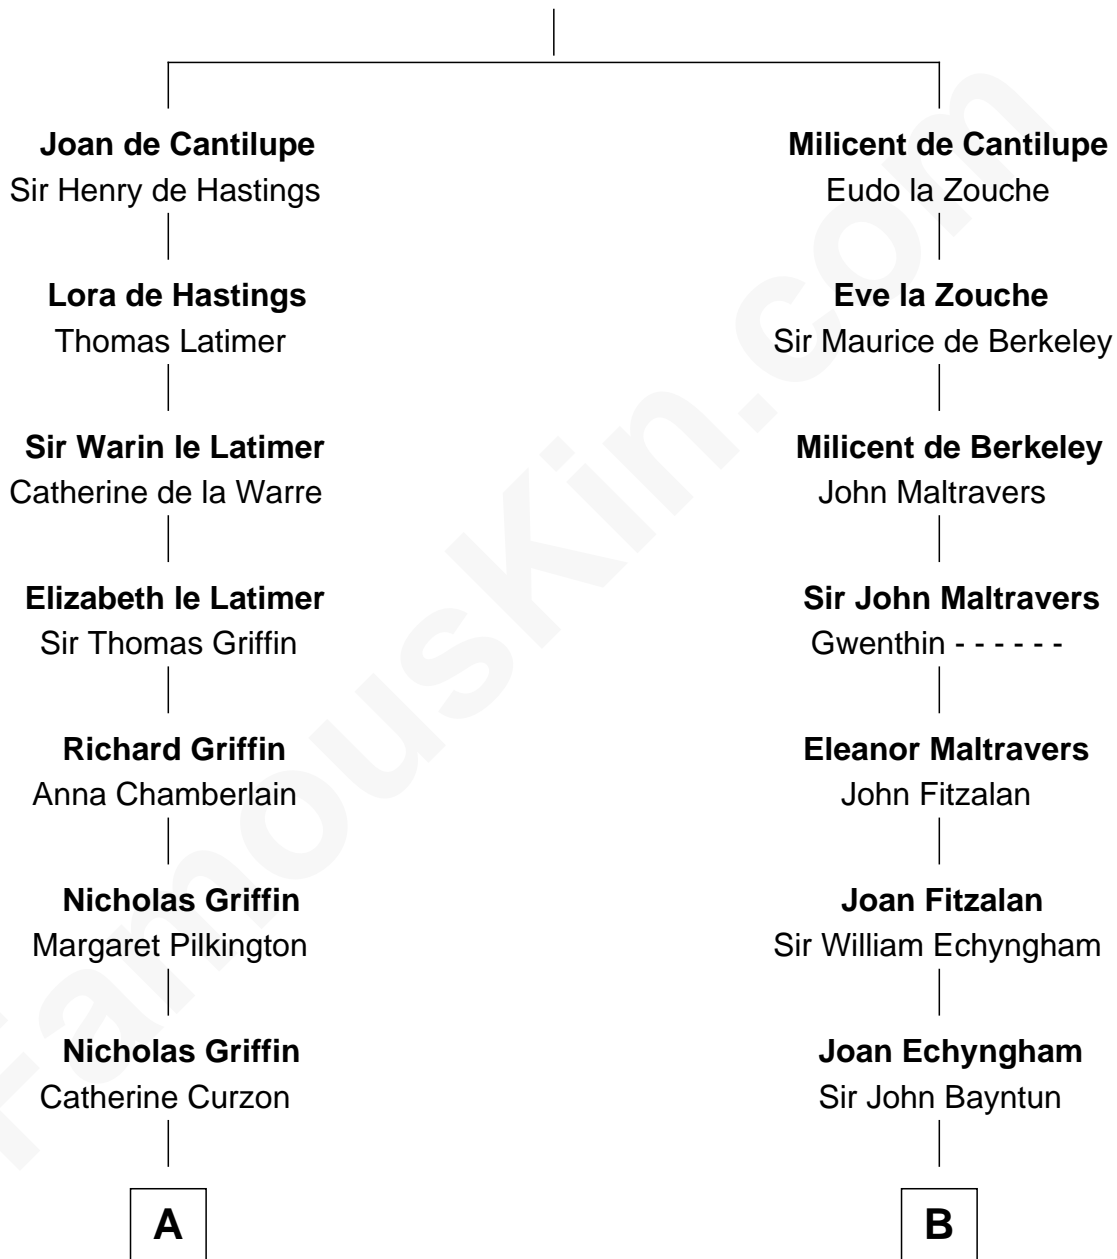 Joan de Cantilupe
Sir Henry de Hastings
Lora de Hastings
Thomas Latimer
Sir Warin le Latimer
Catherine de la Warre
Elizabeth le Latimer
Sir Thomas Griffin
Richard Griffin
Anna Chamberlain
Nicholas Griffin
Margaret Pilkington
Nicholas Griffin
Catherine Curzon
A
Milicent de Cantilupe
Eudo la Zouche
Eve la Zouche
Sir Maurice de Berkeley
Milicent de Berkeley
John Maltravers
Sir John Maltravers
Gwenthin - - - - - -
Eleanor Maltravers
John Fitzalan
Joan Fitzalan
Sir William Echyngham
Joan Echyngham
Sir John Bayntun
B
FamousKin.com